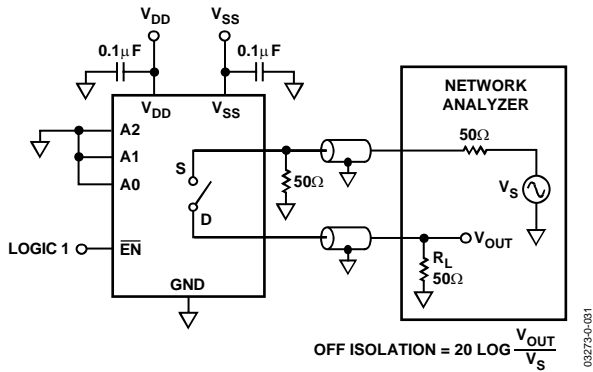 VDD
VSS
0.1µF
0.1µF
VDD
VSS
NETWORK
ANALYZER
A2
A1
A0
S
D
50Ω
50Ω
VS
VOUT
RL
50Ω
LOGIC 1
EN
GND
OFF ISOLATION = 20 LOG VOUT/VS
03273-0-031